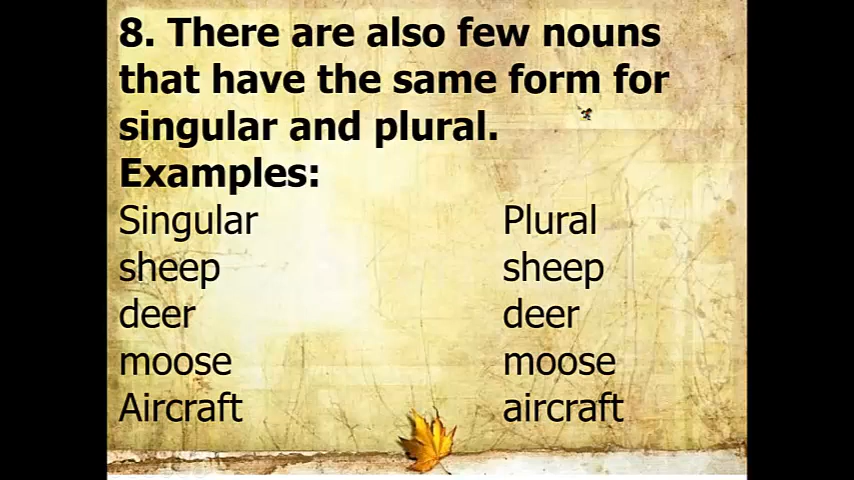 8. There are also few nouns
that have the same form for
singular and plural.
Examples:
Singular Plural
sheep sheep
deer deer
moose moose
Aircraft aircraft